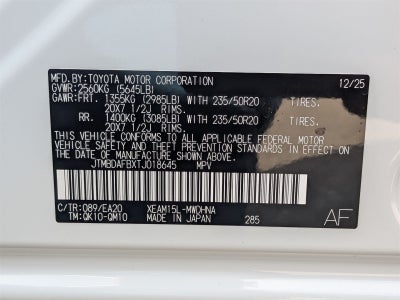 MFD.BY:TOYOTA MOTOR CORPORATION 12/25
GVWR:2560KG (5645LB)
GAWR:FRT. 1355KG (2985LB) WITH 235/50R20 TIRES.
20X7 1/2J RIMS
RR. 1400KG (3085LB) WITH 235/50R20 TIRES.
20X7 1/2J RIMS
THIS VEHICLE CONFORMS TO ALL APPLICABLE FEDERAL MOTOR
VEHICLE SAFETY AND THEFT PREVENTION STANDARDS IN EFFECT
ON THE DATE OF MANUFACTURE SHOWN ABOVE.
JTMBDAFBXTJ018645 MPV
C/TR:089/EA20 XEAM15L-MWDHNA
TM:QK10-QM10 MADE IN JAPAN 285 AF